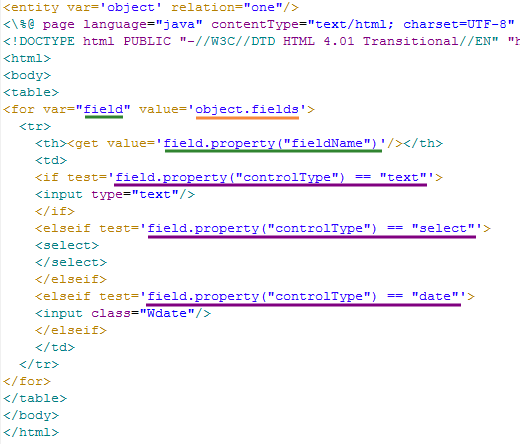 <entity var='object' relation="one"/>
<\%@ page language="java" contentType="text/html; charset=UTF-8"
<!DOCTYPE html PUBLIC "-//W3C//DTD HTML 4.01 Transitional//EN" "h
<html>
<body>
<table>
<for var="field" value='object.fields'>
<tr>
<th><get value='field.property("fieldName")'/></th>
<td>
<if test='field.property("controlType") == "text"'>
<input type="text"/>
</if>
<elseif test='field.property("controlType") == "select"'>
<select>
</select>
</elseif>
<elseif test='field.property("controlType") == "date"'>
<input class="Wdate"/>
</elseif>
</td>
</tr>
</for>
</table>
</body>
</html>